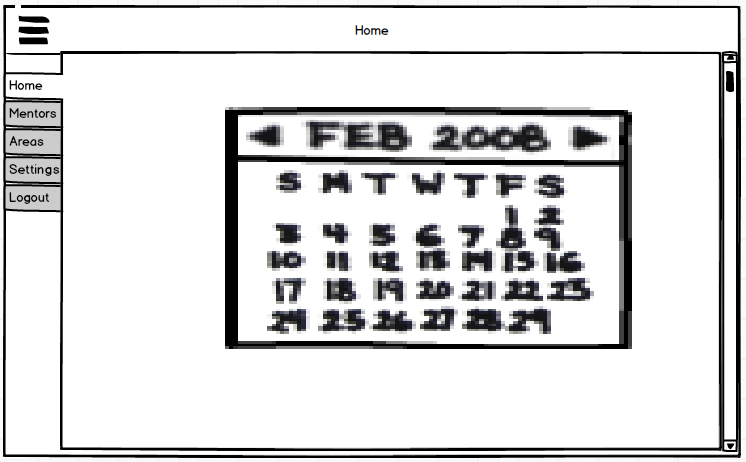 Home
Home
Mentors
Areas
Settings
Logout
FEB 2008
S M T W T F S
1 2
3 4 5 6 7 8 9
10 11 12 13 14 15 16
17 18 19 20 21 22 23
24 25 26 27 28 29